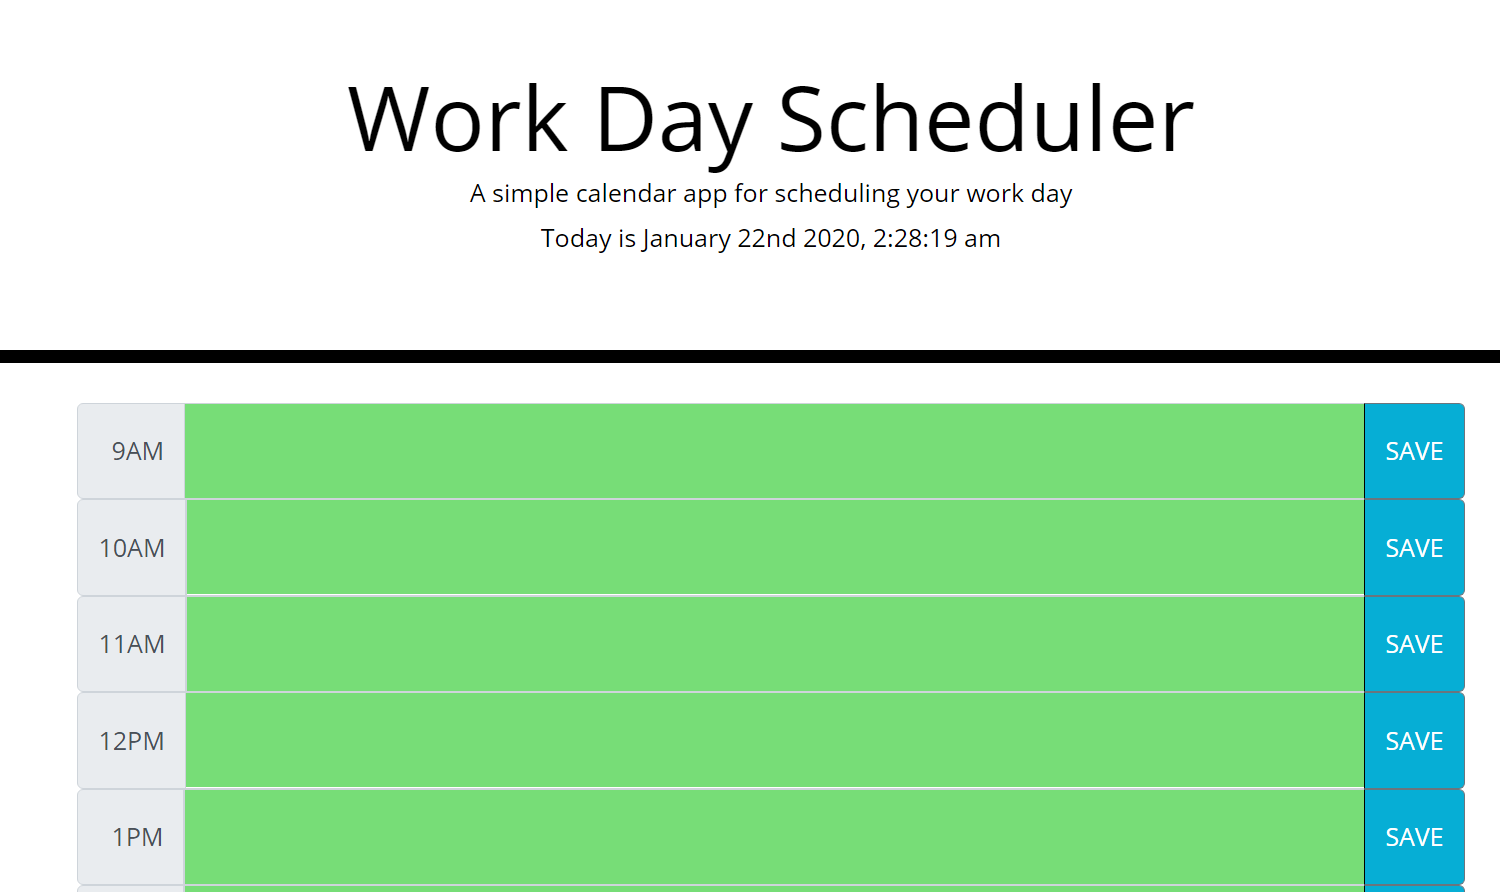 Work Day Scheduler
A simple calendar app for scheduling your work day
Today is January 22nd 2020, 2:28:19 am
9AM SAVE
10AM SAVE
11AM SAVE
12PM SAVE
1PM SAVE